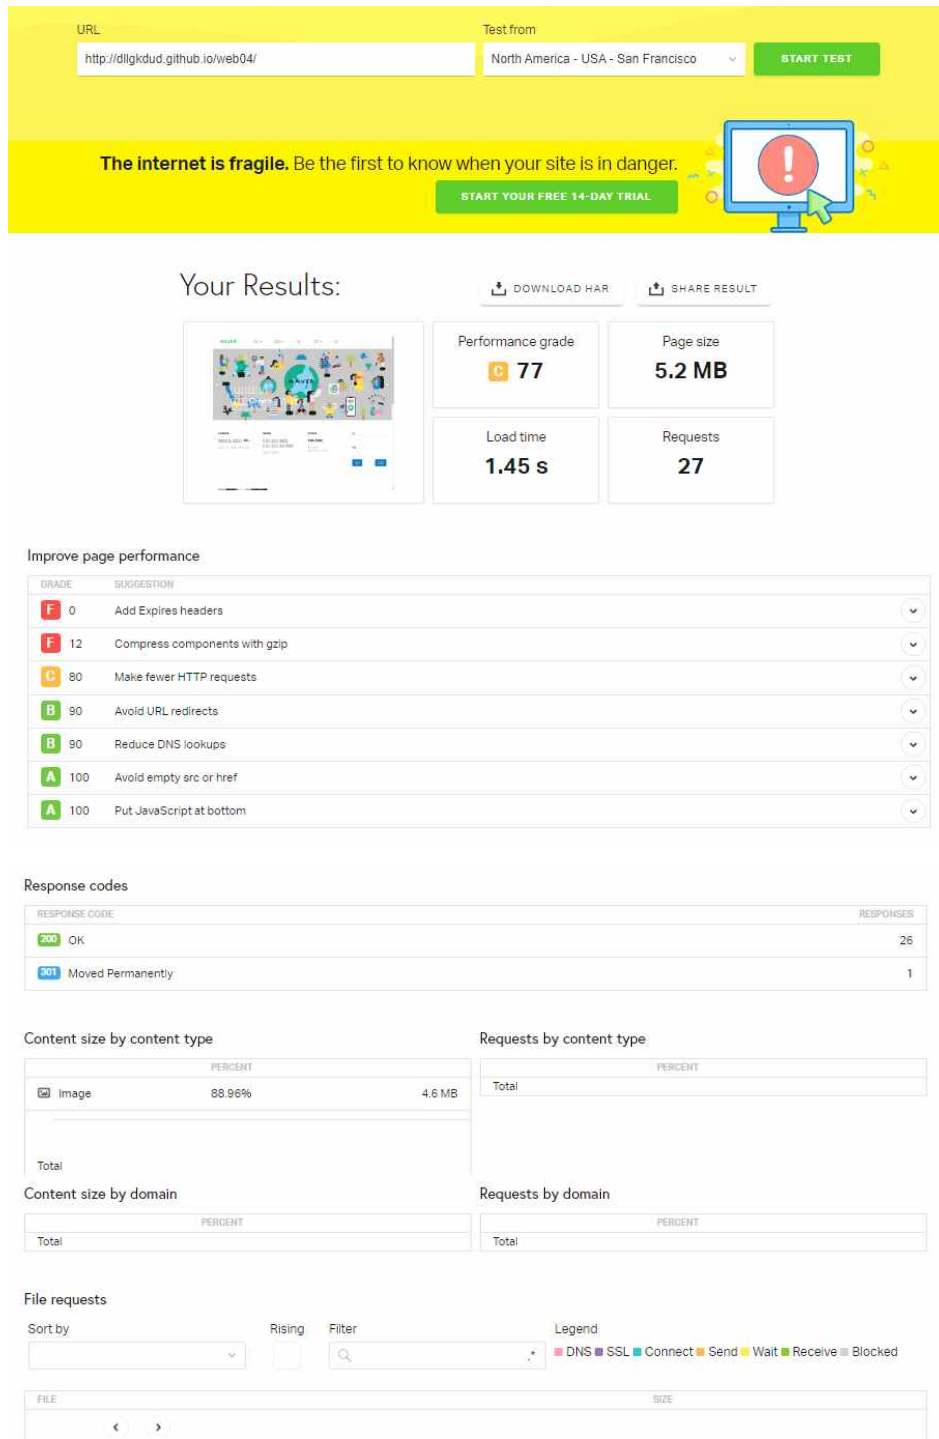 URL
Test from
http://dllgkdud.github.io/web04/
North America - USA - San Francisco
START TEST
The internet is fragile. Be the first to know when your site is in danger.
START YOUR FREE 14-DAY TRIAL
Your Results:
DOWNLOAD HAR
SHARE RESULT
Performance grade
C 77
Page size
5.2 MB
Load time
1.45 s
Requests
27
Improve page performance
GRADE SUGGESTION
F 0 Add Expires headers
F 12 Compress components with gzip
C 80 Make fewer HTTP requests
B 90 Avoid URL redirects
B 90 Reduce DNS lookups
A 100 Avoid empty src or href
A 100 Put JavaScript at bottom
Response codes
RESPONSE CODE RESPONSES
200 OK 26
301 Moved Permanently 1
Content size by content type
PERCENT
Image 88.96% 4.6 MB
Total
Requests by content type
PERCENT
Total
Content size by domain
PERCENT
Total
Requests by domain
PERCENT
Total
File requests
Sort by
Rising
Filter
.*
Legend
DNS SSL Connect Send Wait Receive Blocked
FILE SIZE